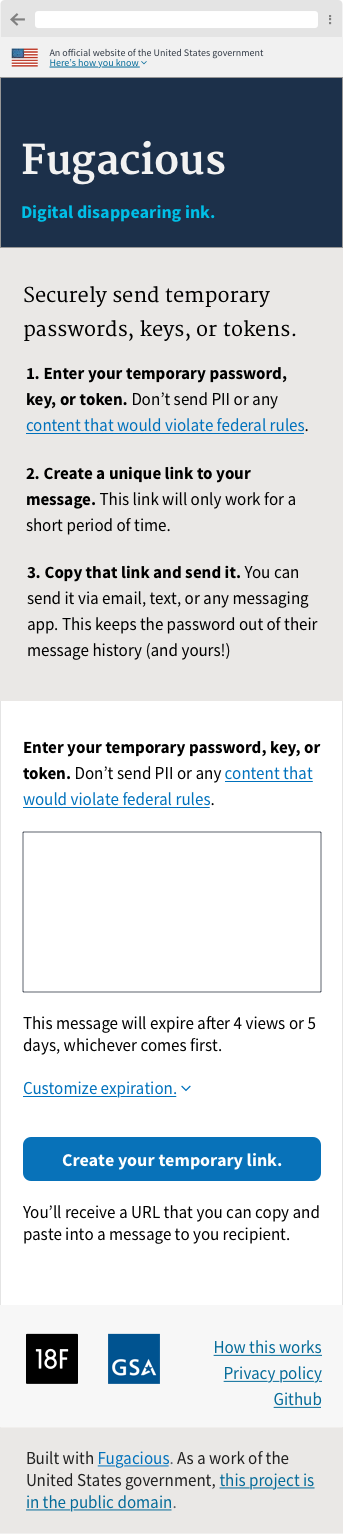 An official website of the United States government
Here's how you know
Fugacious
Digital disappearing ink.
Securely send temporary
passwords, keys, or tokens.
1. Enter your temporary password,
key, or token. Don't send PII or any
content that would violate federal rules.
2. Create a unique link to your
message. This link will only work for a
short period of time.
3. Copy that link and send it. You can
send it via email, text, or any messaging
app. This keeps the password out of their
message history (and yours!)
Enter your temporary password, key, or
token. Don't send PII or any content that
would violate federal rules.
This message will expire after 4 views or 5
days, whichever comes first.
Customize expiration.
Create your temporary link.
You'll receive a URL that you can copy and
paste into a message to you recipient.
18F GSA
How this works
Privacy policy
Github
Built with Fugacious. As a work of the
United States government, this project is
in the public domain.